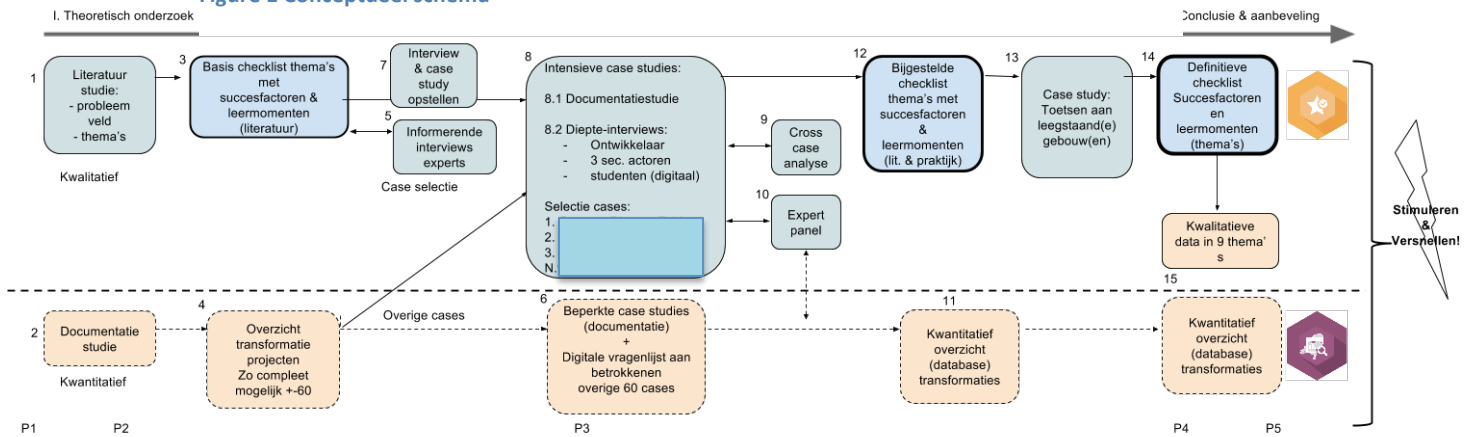 Figure 1 Conceptueel schema
I. Theoretisch onderzoek
Conclusie & aanbeveling
1
Literatuur
studie:
- probleem
veld
- thema's
Kwalitatief
3
Basis checklist thema's
met
succesfactoren &
leermomenten
(literatuur)
7
Interview
& case
study
opstellen
5
Informerende
interviews
experts
Case selectie
8
Intensieve case studies:
8.1 Documentatiestudie
8.2 Diepte-interviews:
- Ontwikkelaar
- 3 sec. actoren
- studenten (digitaal)
Selectie cases:
1.
2.
3.
N.
9
Cross
case
analyse
10
Expert
panel
12
Bijgestelde
checklist
thema's met
succesfactoren
&
leermomenten
(lit. & praktijk)
13
Case study:
Toetsen aan
leegstaand(e)
gebouw(en)
14
Definitieve
checklist
Succesfactoren
en
leermomenten
(thema's)
Kwalitatieve
data in 9 thema'
s
Stimuleren
&
Versnellen!
2
Documentatie
studie
Kwantitatief
4
Overzicht
transformatie
projecten
Zo compleet
mogelijk +-60
Overige cases
6
Beperkte case studies
(documentatie)
+
Digitale vragenlijst aan
betrokkenen
overige 60 cases
11
Kwantitatief
overzicht
(database)
transformaties
15
Kwantitatief
overzicht
(database)
transformaties
P1
P2
P3
P4
P5